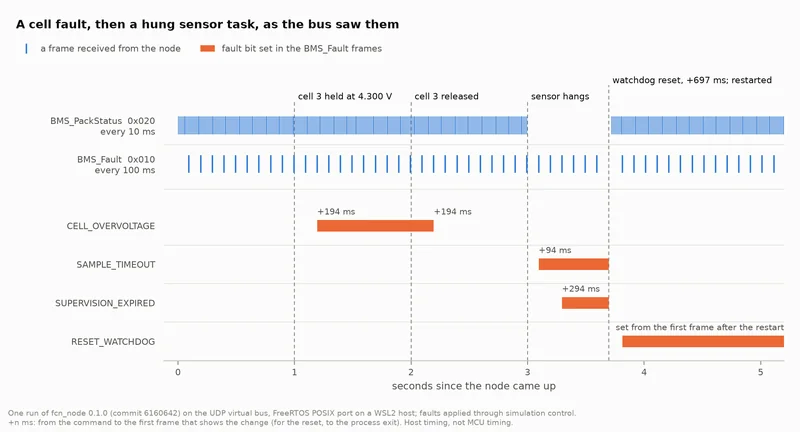 A cell fault, then a hung sensor task, as the bus saw them
a frame received from the node
fault bit set in the BMS_Fault frames
watchdog reset, +697 ms; restarted
cell 3 held at 4.300 V
cell 3 released
sensor hangs
BMS_PackStatus 0x020
every 10 ms
BMS_Fault 0x010
every 100 ms
+194 ms
+194 ms
CELL_OVERVOLTAGE
+94 ms
SAMPLE_TIMEOUT
+294 ms
SUPERVISION_EXPIRED
set from the first frame after the restart
RESET_WATCHDOG
0 1 2 3 4 5
seconds since the node came up
One run of fcn_node 0.1.0 (commit 6160642) on the UDP virtual bus, FreeRTOS POSIX port on a WSL2 host; faults applied through simulation control.
+n ms: from the command to the first frame that shows the change (for the reset, to the process exit). Host timing, not MCU timing.